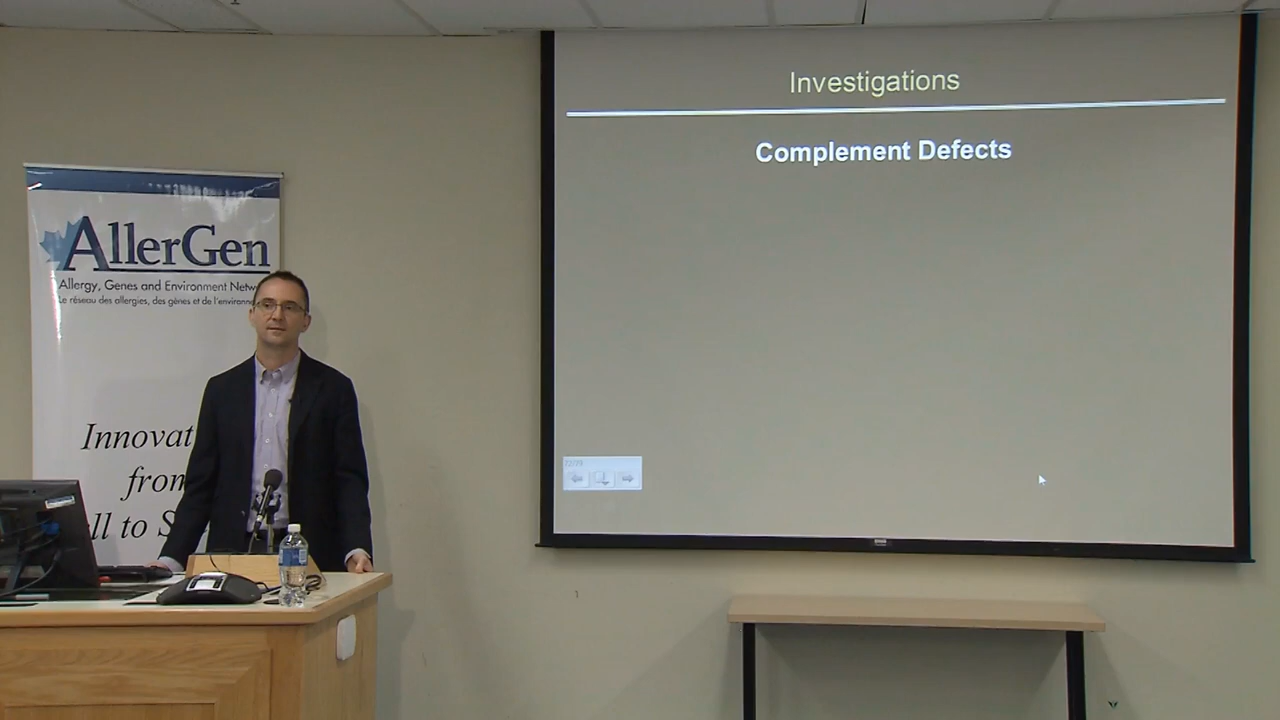 Investigations
Complement Defects
AllerGen
Allergy, Genes and Environment Netw
Le réseau des allergies, des gènes et de l'environne
Innovat
from
ll to S